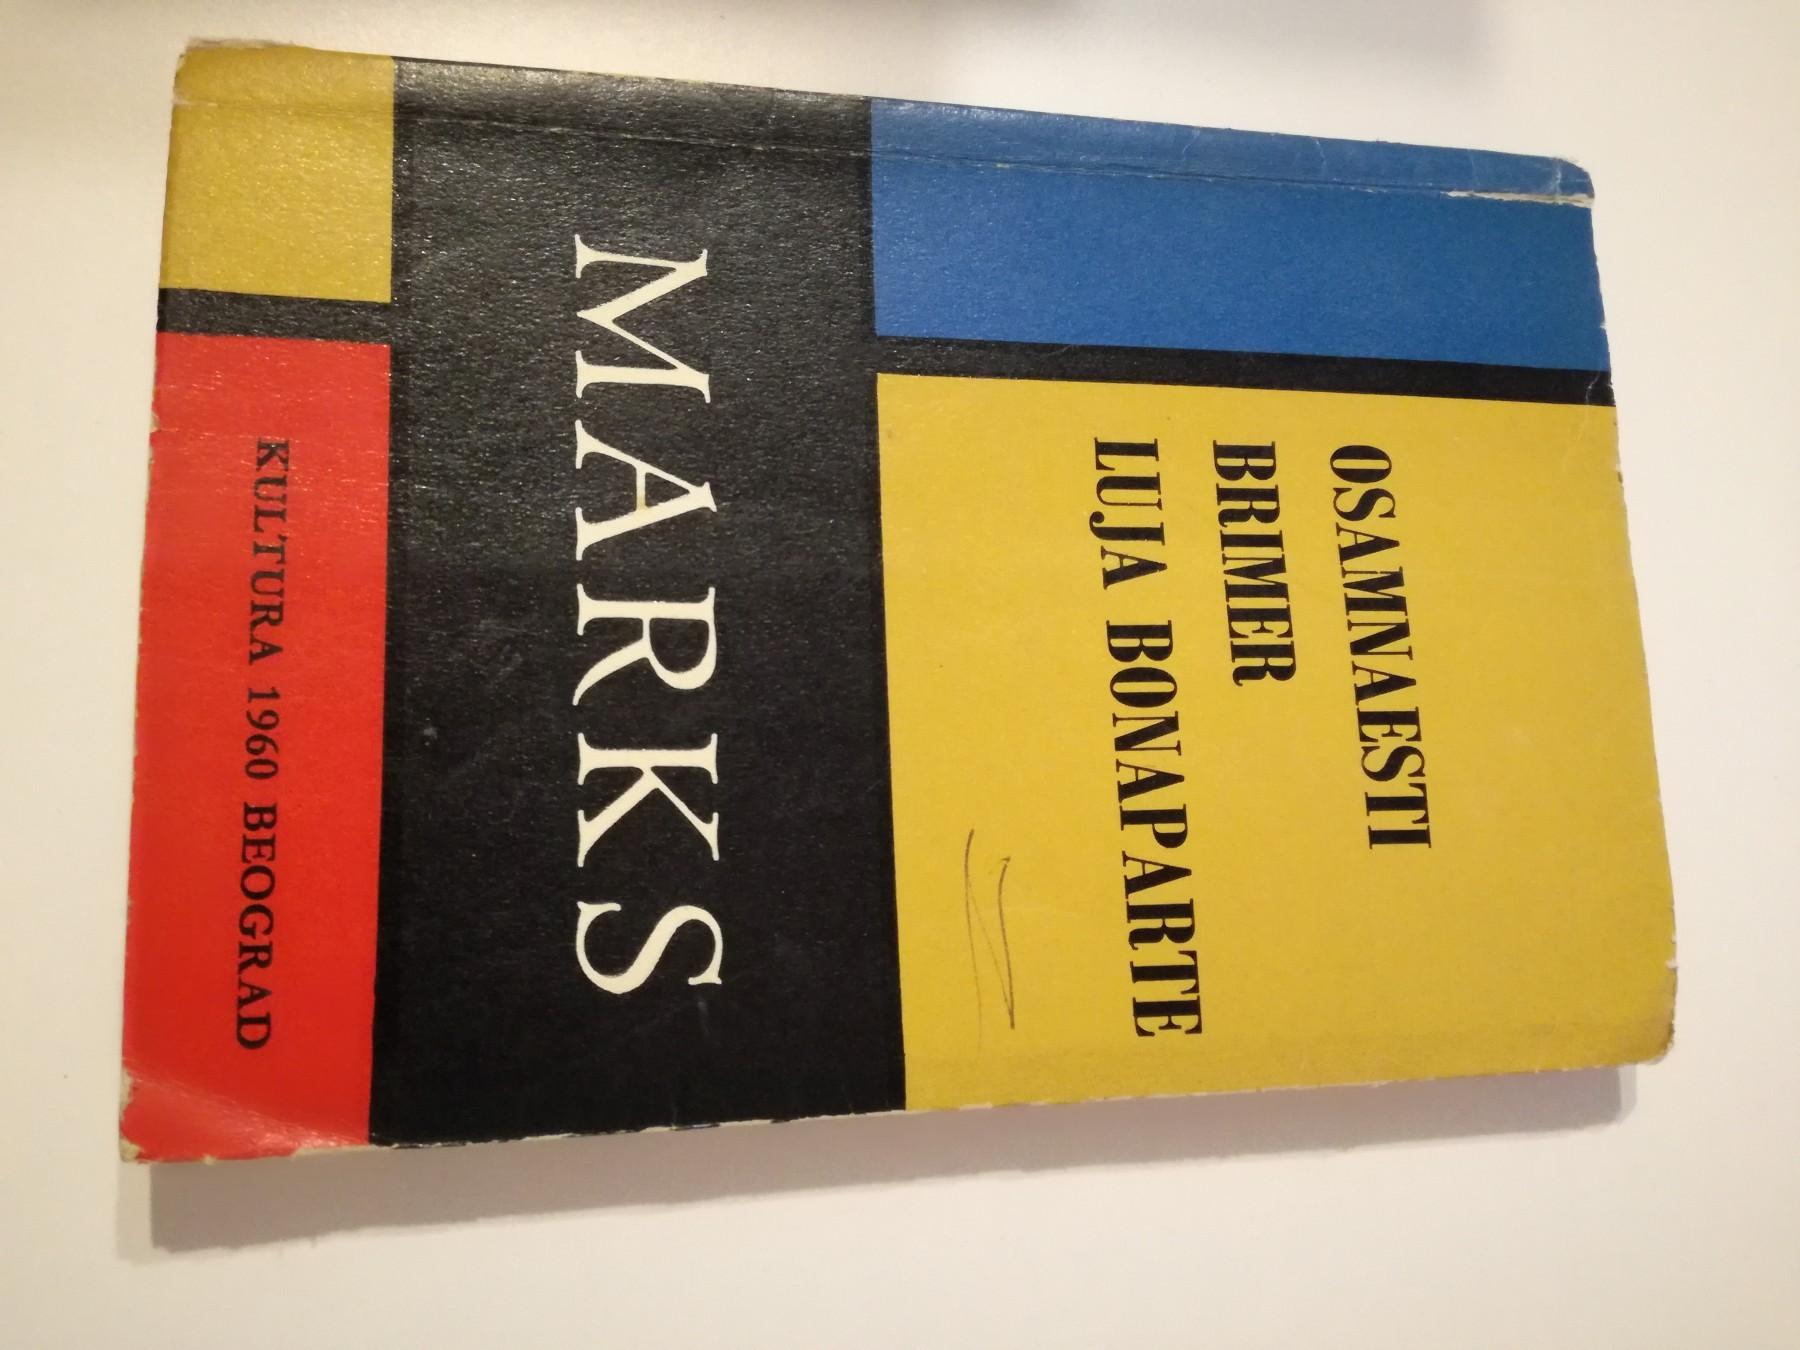 OSAMNAESTI
BRIMER
LUJA BONAPARTE
MARKS
KULTURA 1960 BEOGRAD